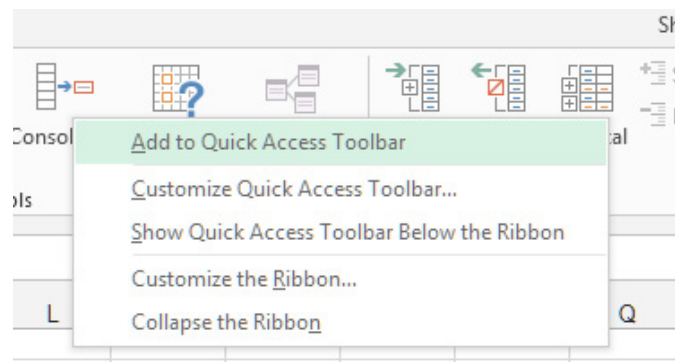 Consol
Add to Quick Access Toolbar
al
Customize Quick Access Toolbar...
ols
Show Quick Access Toolbar Below the Ribbon
Customize the Ribbon...
L
Q
Collapse the Ribbon